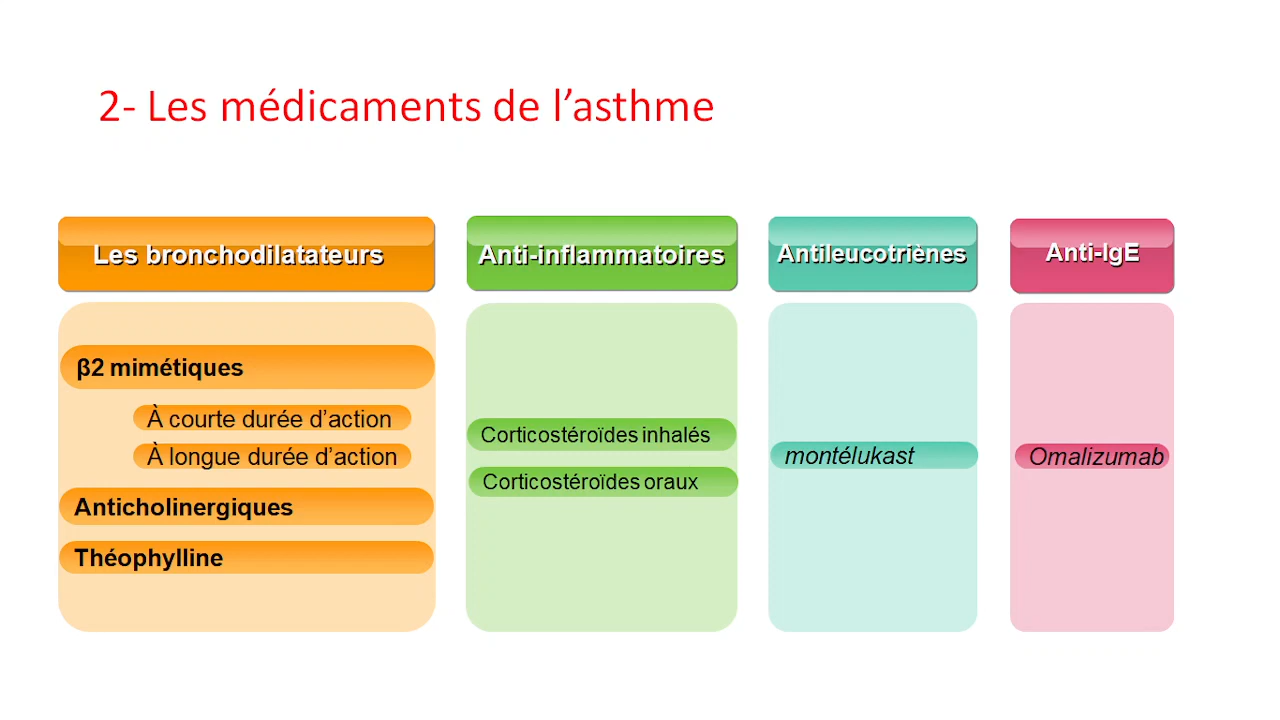 2- Les médicaments de l’asthme
Les bronchodilatateurs
β2 mimétiques
À courte durée d’action
À longue durée d’action
Anticholinergiques
Théophylline
Anti-inflammatoires
Corticostéroïdes inhalés
Corticostéroïdes oraux
Antileucotriènes
montélukast
Anti-IgE
Omalizumab